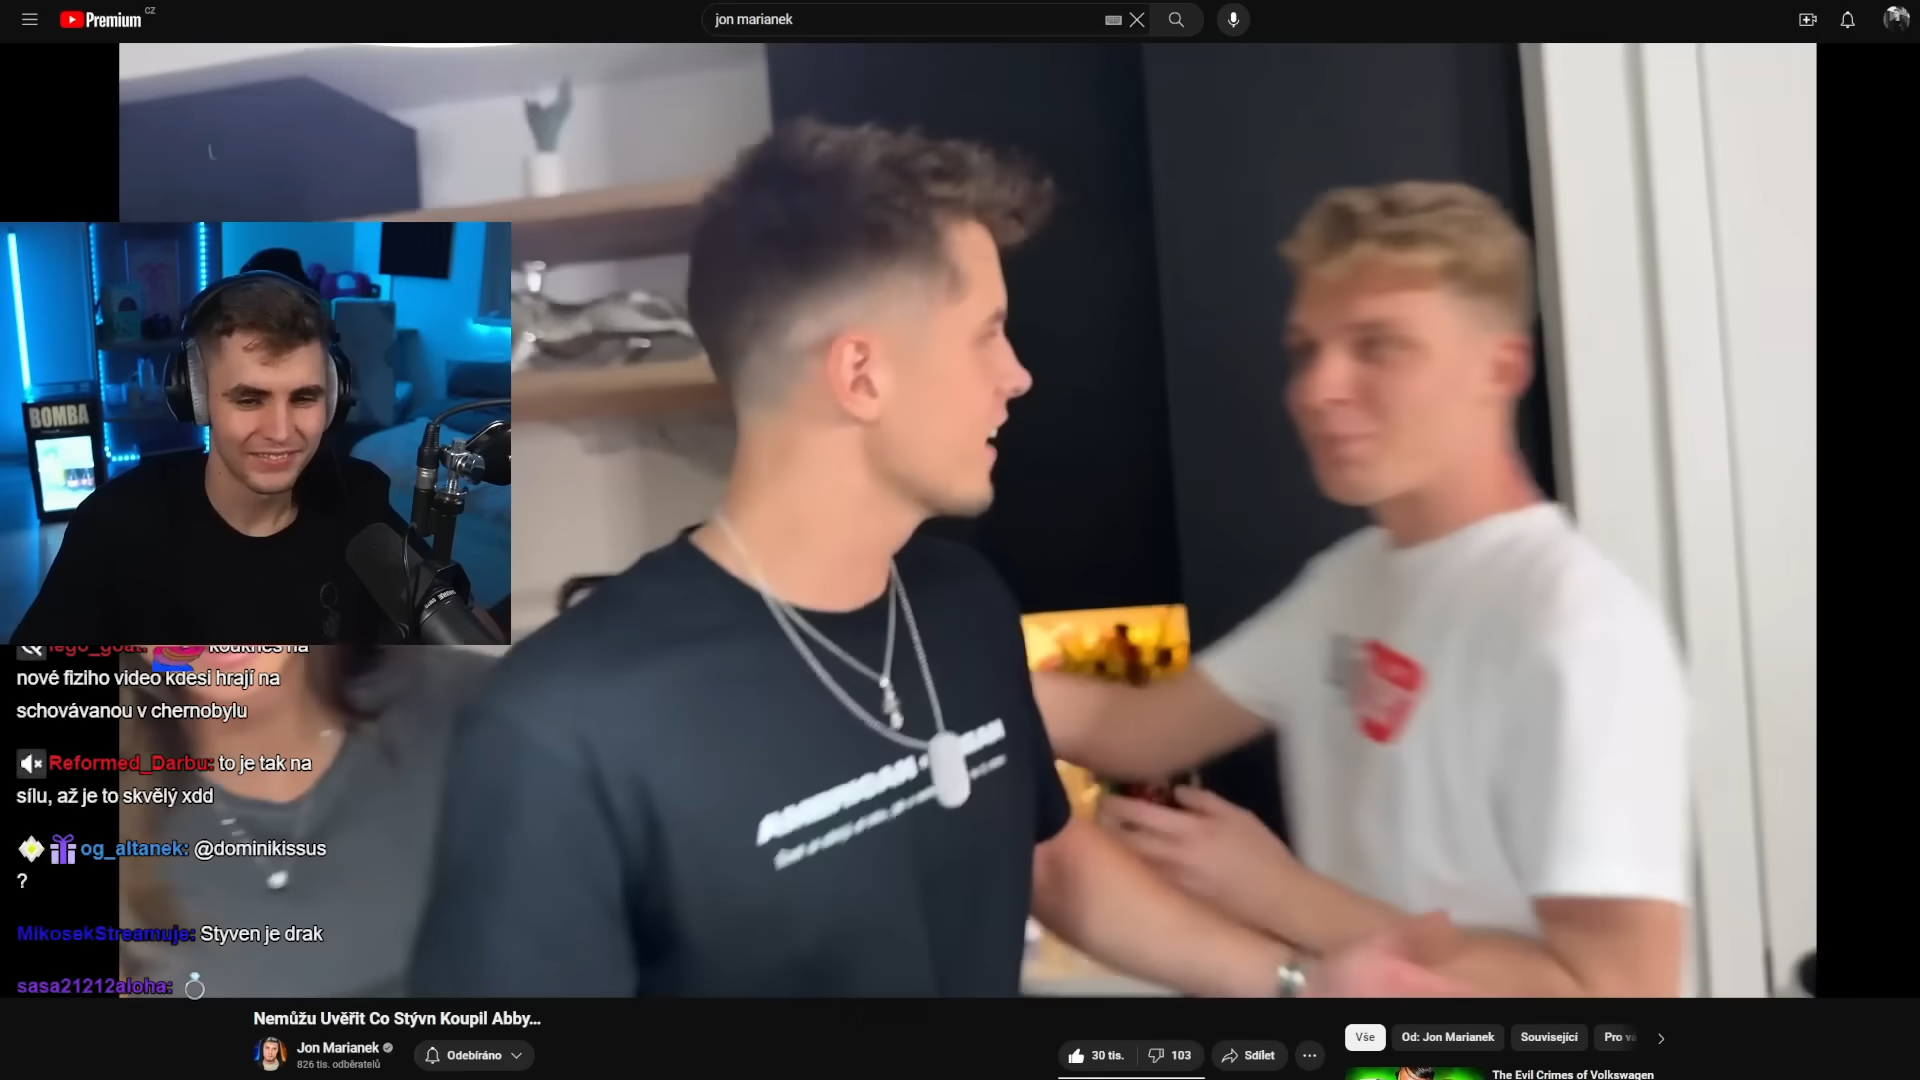 Premium CZ
jon marianek
BOMBA
koukneš na
nové fiziho video kdesi hrají na
schovávanou v chernobylu
Reformed_Darbu: to je tak na
sílu, až je to skvělý xdd
og_altanek: @dominikissus
?
MikosekStreamuje: Styven je drak
sasa21212aloha:
Nemůžu Uvěřit Co Stývn Koupil Abby...
Jon Marianek
826 tis. odběratelů
Odebíráno
30 tis.
103
Sdílet
Vše
Od: Jon Marianek
Související
Pro
The Evil Crimes of Volkswagen